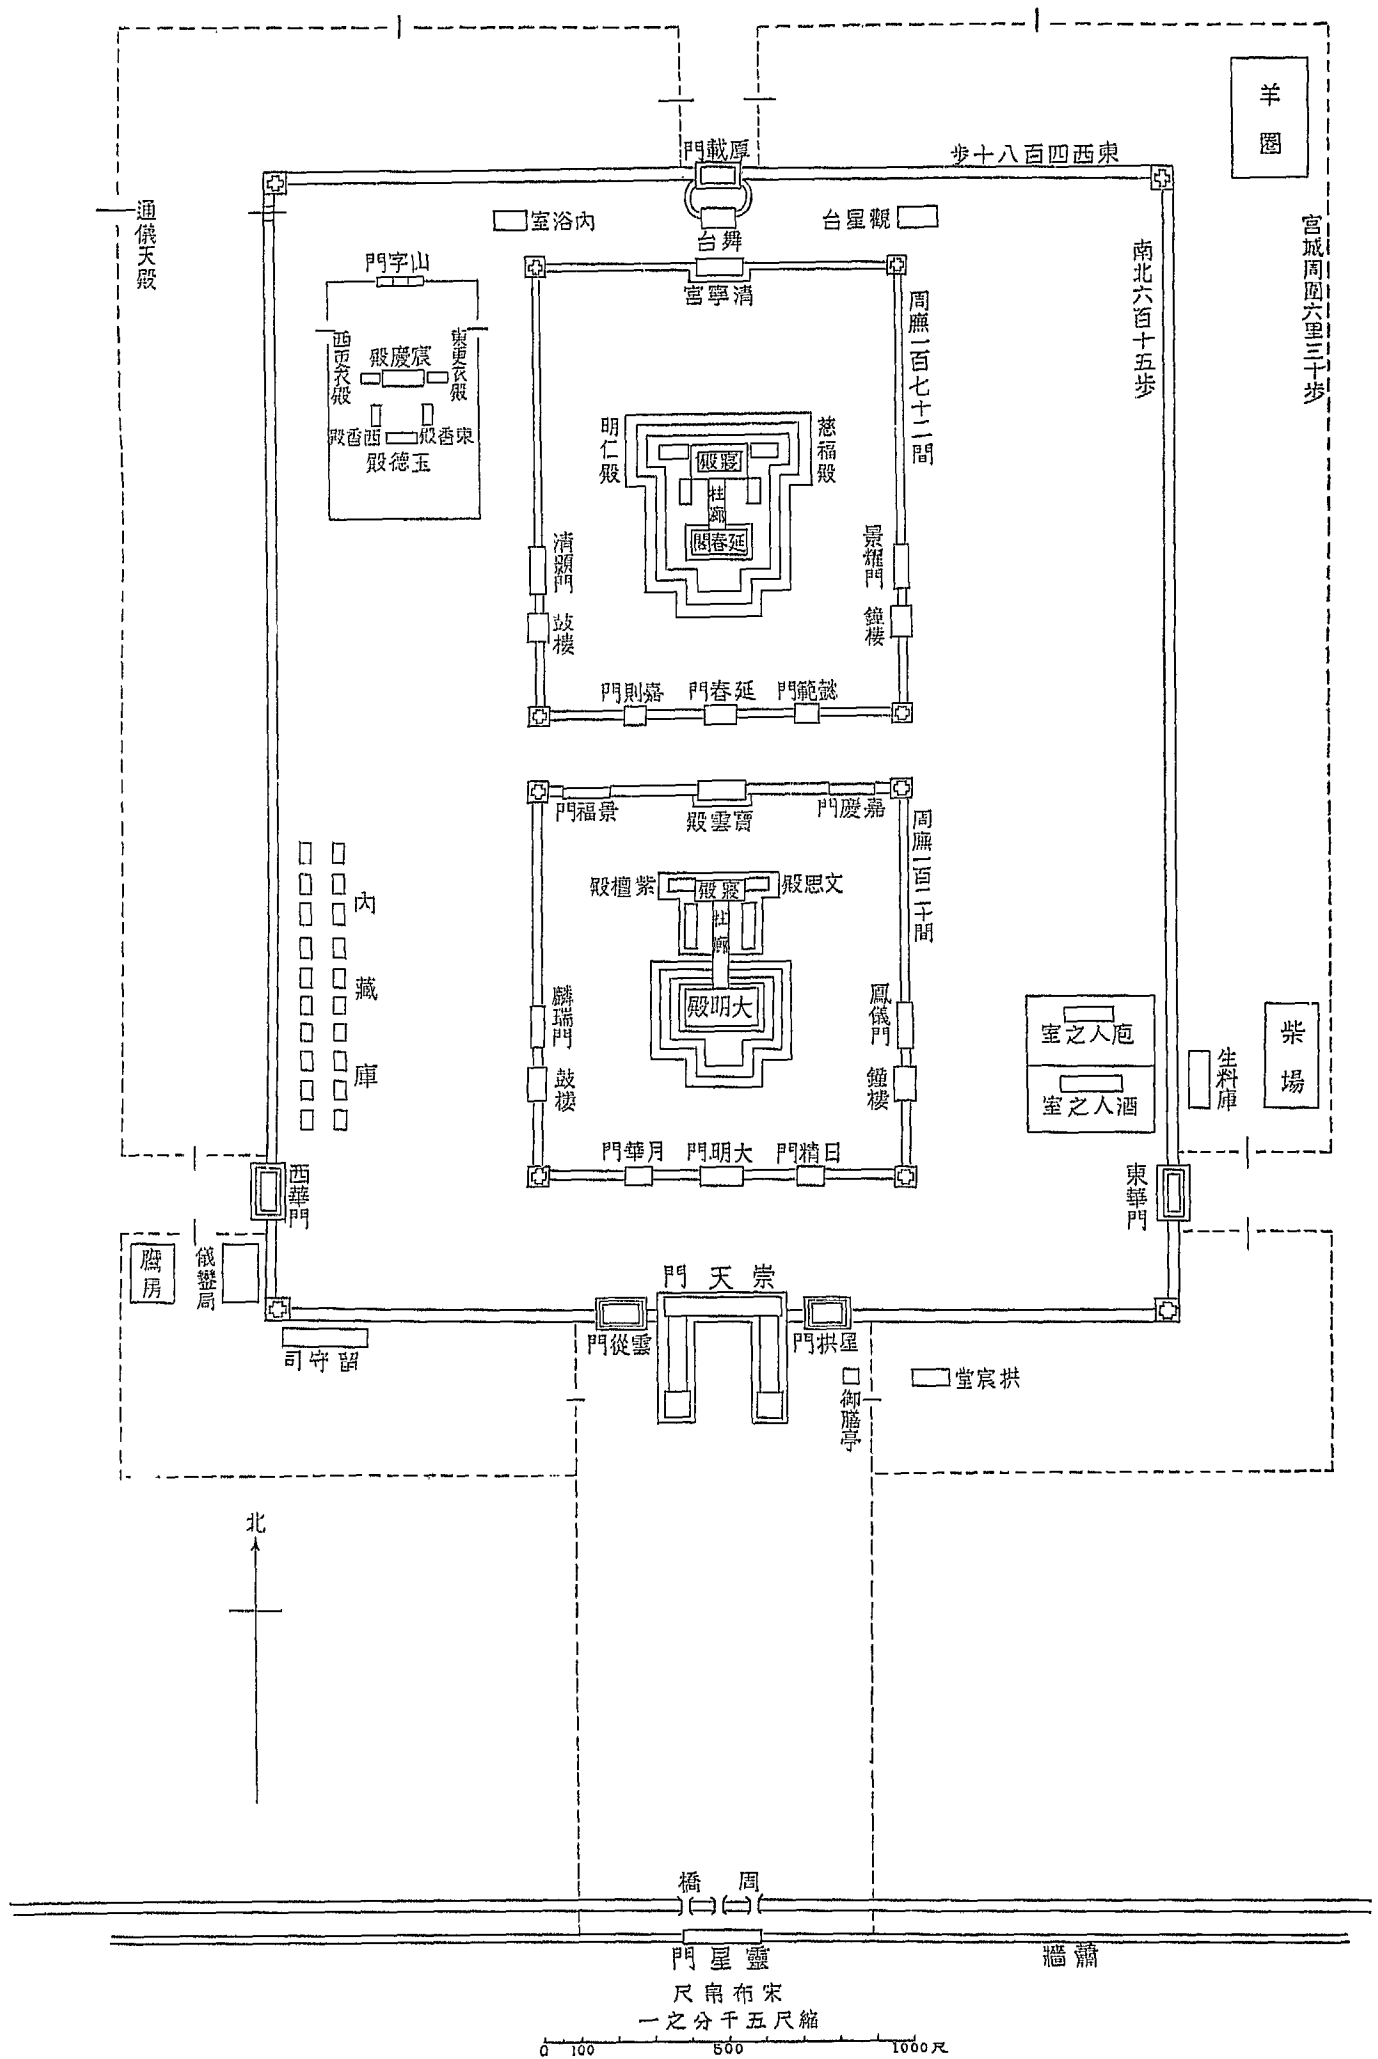 羊圈
厚載門
東西四百八十步
通儀天殿
內浴室
舞台
觀星台
宮城周圍六里三十步
南北六百十五步
山字門
清寧宮
周廡一百七十二間
西更衣殿
宸慶殿
東更衣殿
西香殿
東香殿
玉德殿
明仁殿
慈福殿
寢殿
柱廊
延春閣
清顥門
景耀門
鼓樓
鐘樓
嘉則門
延春門
懿範門
景福門
寶雲殿
嘉慶門
周廡一百二十間
內藏庫
紫檀殿
寢殿
文思殿
柱廊
大明殿
麟瑞門
鳳儀門
鼓樓
鐘樓
庖人之室
酒人之室
生料庫
柴場
月華門
大明門
日精門
西華門
東華門
廚房
儀鸞局
崇天門
雲從門
星拱門
留守司
御膳亭
拱宸堂
北
周橋
靈星門
蕭牆
宋布帛尺
縮尺五千分之一
0 100 500 1000尺